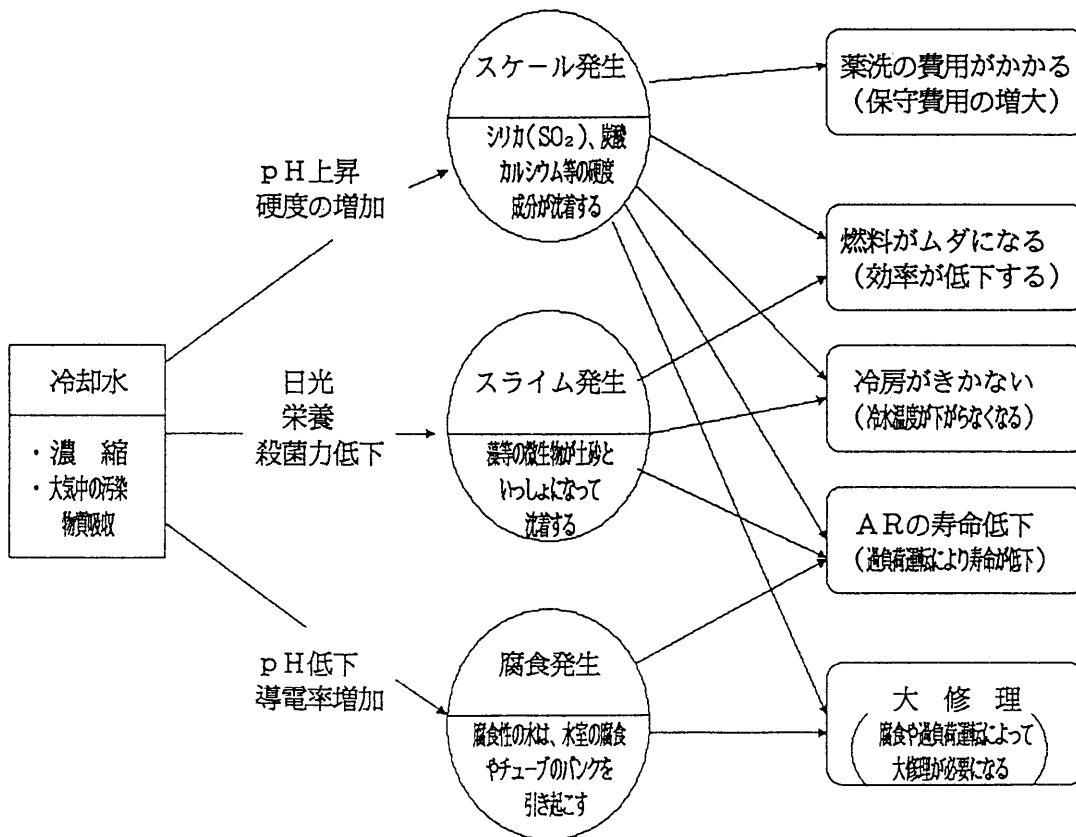 冷却水
・濃　縮
・大気中の汚染
物質吸収
ｐＨ上昇
硬度の増加
日光
栄養
殺菌力低下
ｐＨ低下
導電率増加
スケール発生
シリカ(SO₂)、炭酸
カルシウム等の硬度
成分が沈着する
スライム発生
藻等の微生物が土砂と
いっしょになって
沈着する
腐食発生
腐食性の水は、水室の腐食
やチューブのパンクを
引き起こす
薬洗の費用がかかる
（保守費用の増大）
燃料がムダになる
（効率が低下する）
冷房がきかない
（冷水温度が下がらなくなる）
ＡＲの寿命低下
（過負荷運転により寿命が低下）
大　修　理
（腐食や過負荷運転によって
大修理が必要になる）